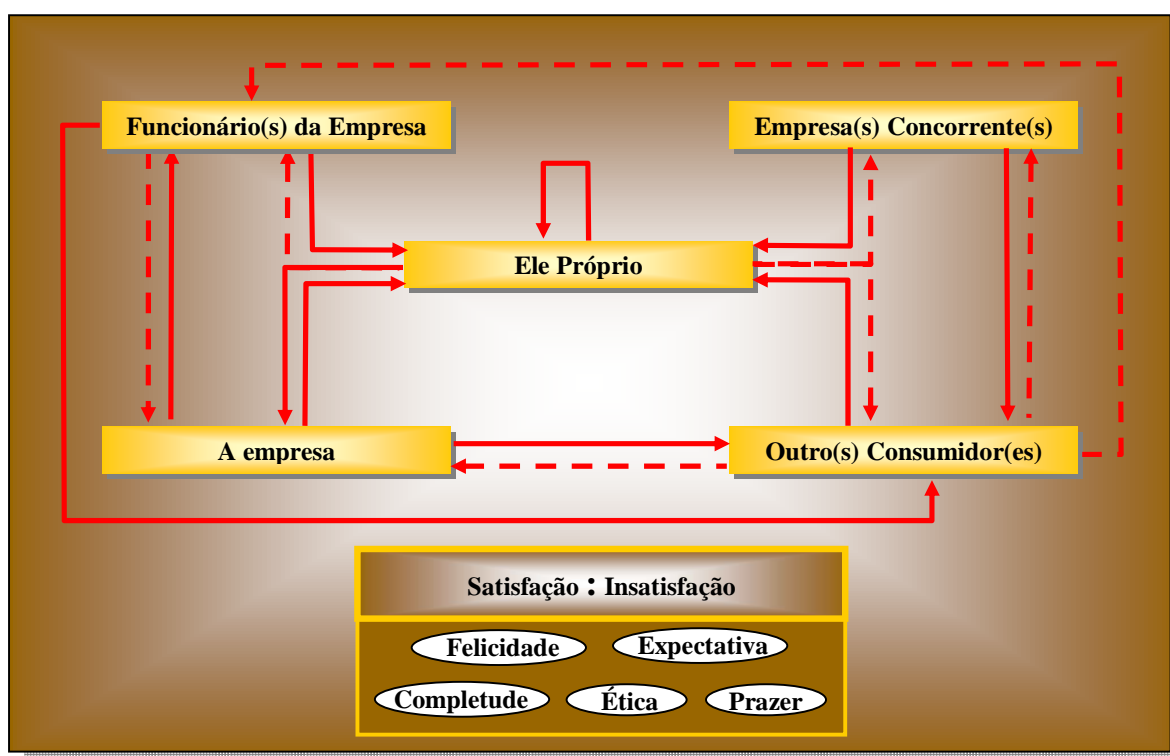 Funcionário(s) da Empresa
Empresa(s) Concorrente(s)
Ele Próprio
A empresa
Outro(s) Consumidor(es)
Satisfação : Insatisfação
Felicidade
Expectativa
Completude
Ética
Prazer